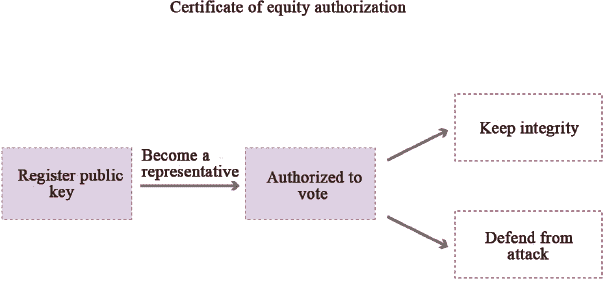 Certificate of equity authorization
Register public
key
Become a
representative
Authorized to
vote
Keep integrity
Defend from
attack